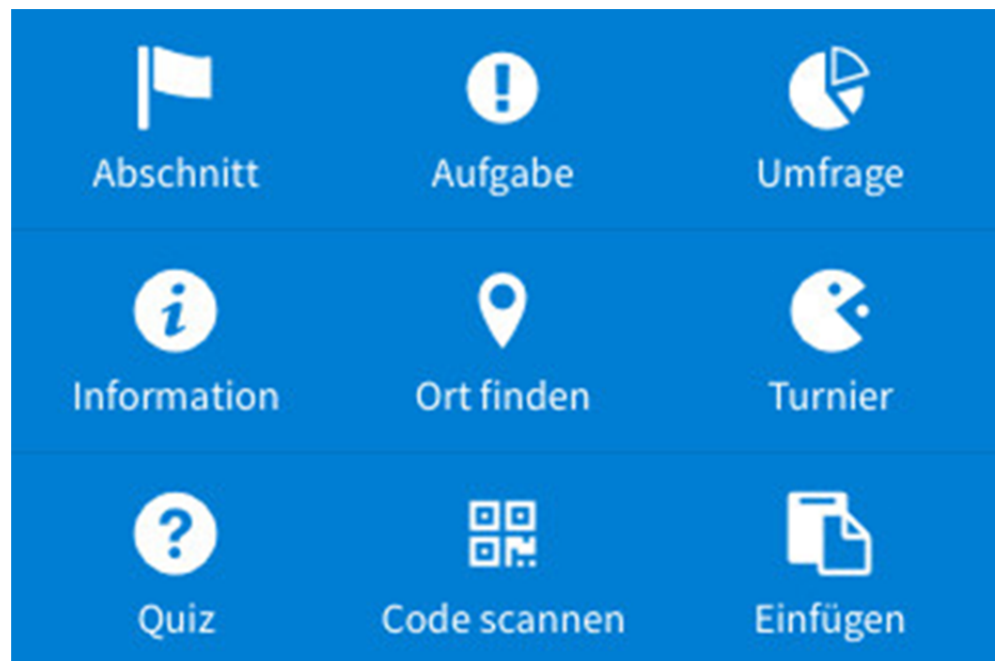 Abschnitt
Aufgabe
Umfrage
Information
Ort finden
Turnier
Quiz
Code scannen
Einfügen